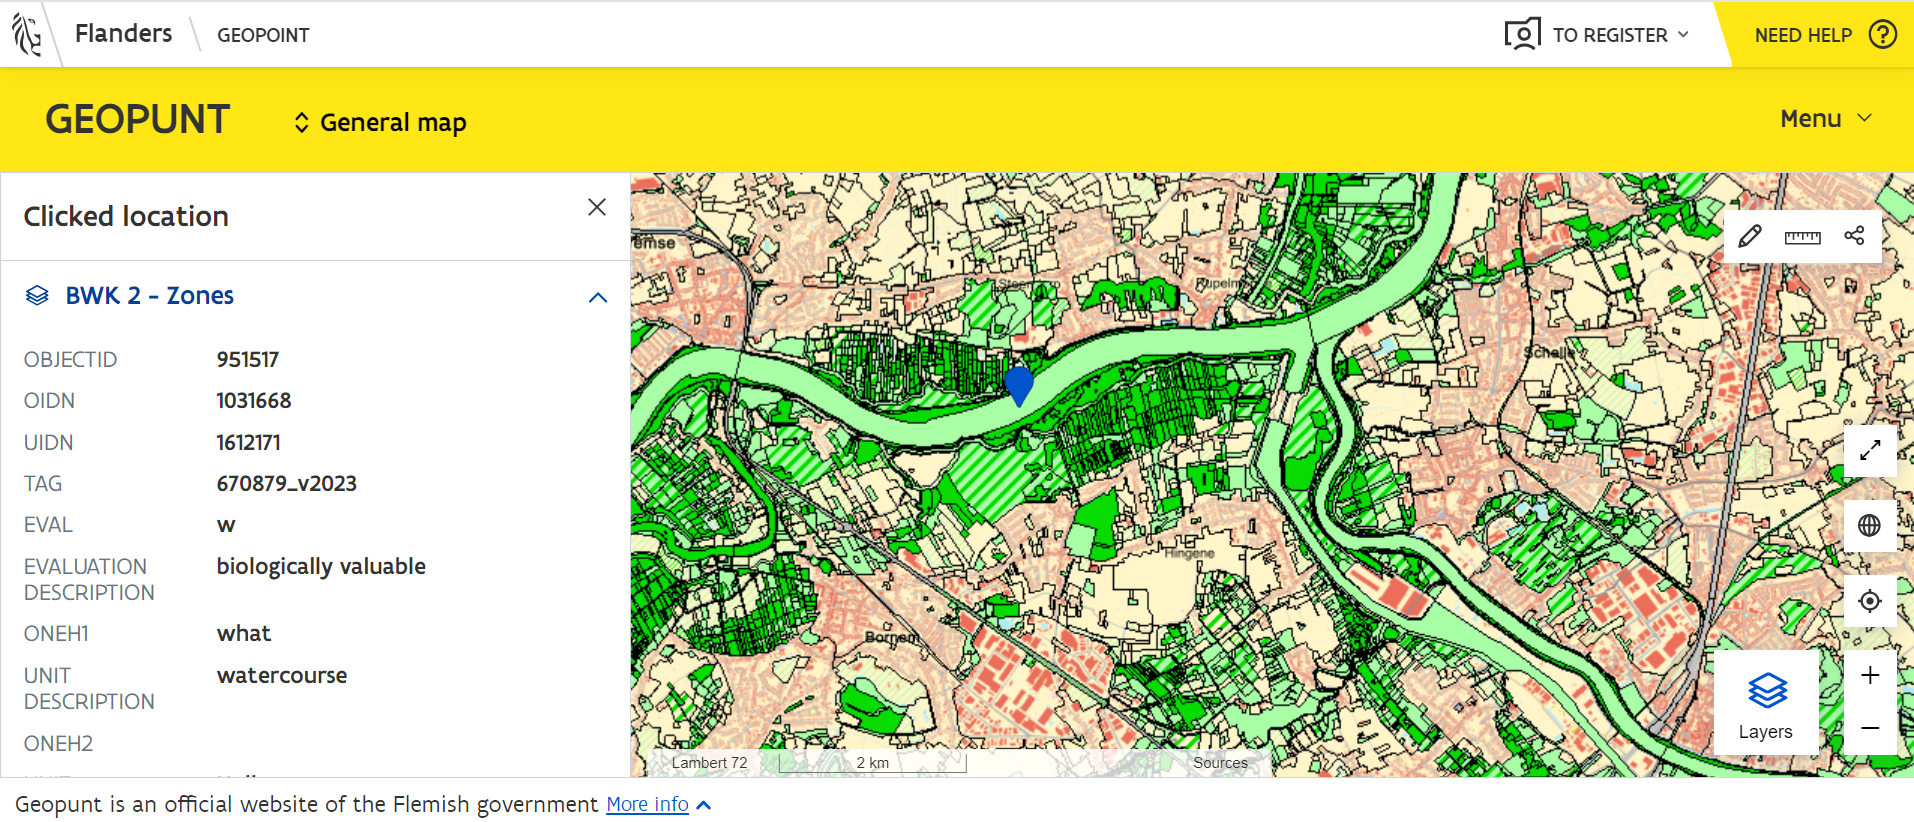 Flanders
GEOPOINT
TO REGISTER
NEED HELP
GEOPUNT
General map
Menu
Clicked location
BWK 2 - Zones
OBJECTID 951517
OIDN 1031668
UIDN 1612171
TAG 670879_v2023
EVAL w
EVALUATION DESCRIPTION biologically valuable
ONEH1 what
UNIT DESCRIPTION watercourse
ONEH2
emse
Schelle
Hingene
Bornem
Layers
Lambert 72
2 km
Sources
Geopunt is an official website of the Flemish government More info